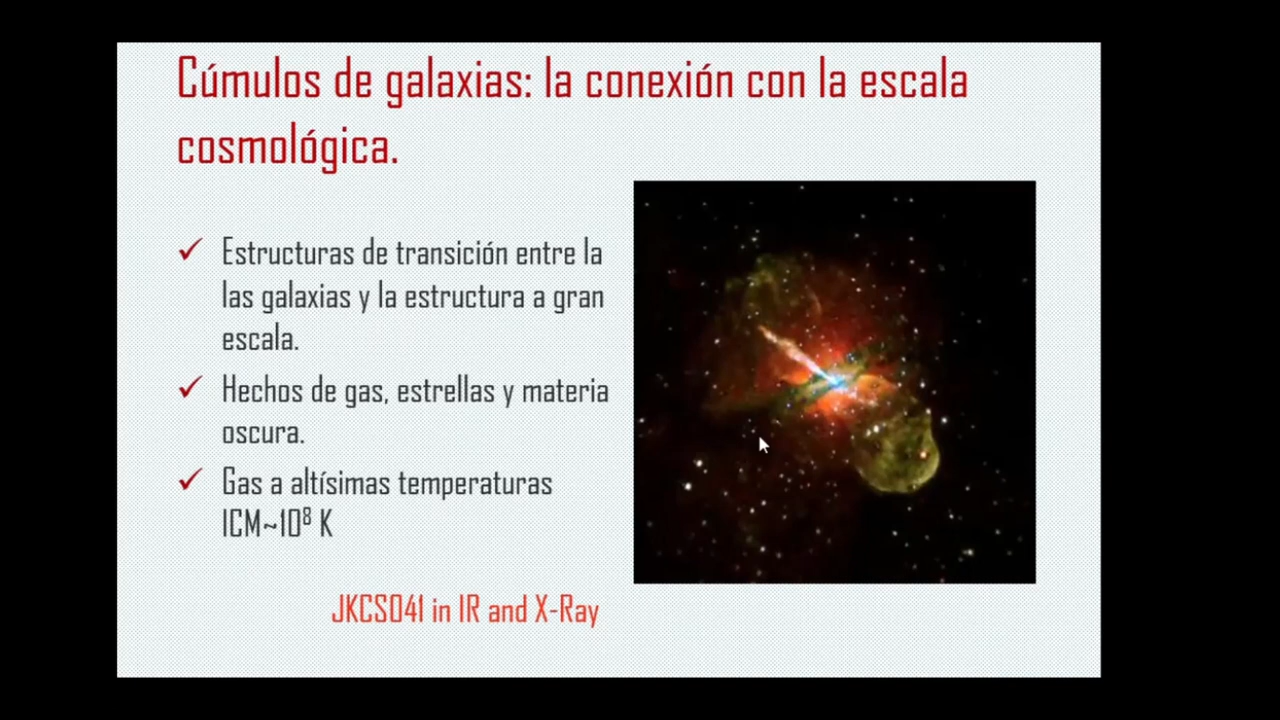 Cúmulos de galaxias: la conexión con la escala
cosmológica.
✓ Estructuras de transición entre la
las galaxias y la estructura a gran
escala.
✓ Hechos de gas, estrellas y materia
oscura.
✓ Gas a altísimas temperaturas
ICM~10⁸ K
JKCS041 in IR and X-Ray